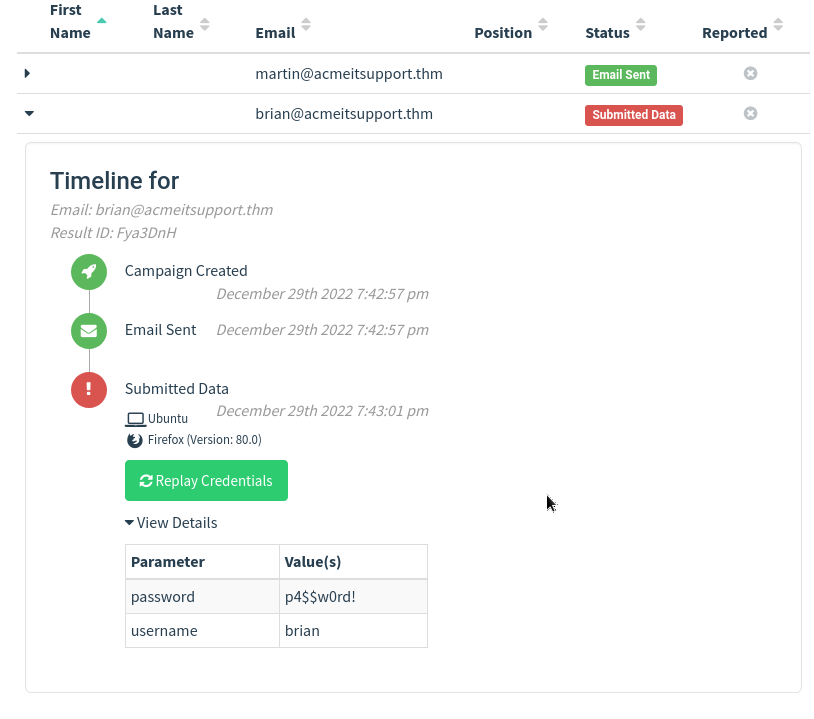 First Name Last Name Email Position Status Reported
martin@acmeitsupport.thm Email Sent
brian@acmeitsupport.thm Submitted Data
Timeline for
Email: brian@acmeitsupport.thm
Result ID: Fya3DnH
Campaign Created
December 29th 2022 7:42:57 pm
Email Sent December 29th 2022 7:42:57 pm
Submitted Data
December 29th 2022 7:43:01 pm
Ubuntu
Firefox (Version: 80.0)
Replay Credentials
View Details
Parameter Value(s)
password p4$$w0rd!
username brian